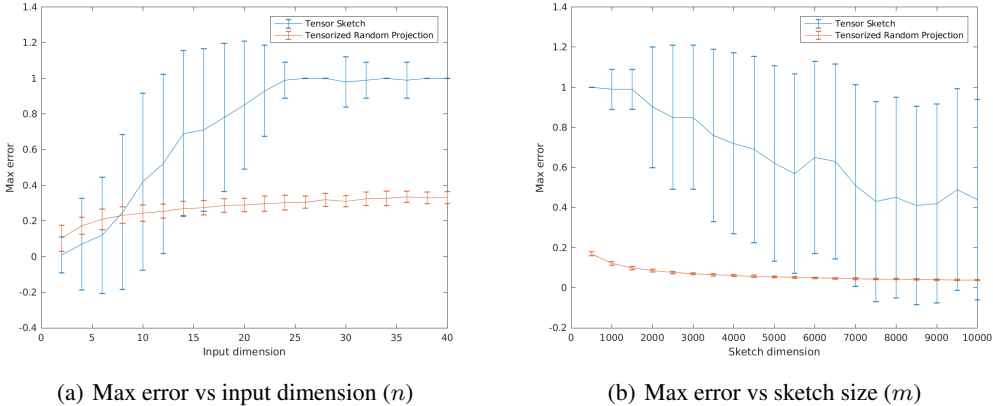 1.4
1.2
1
0.8
0.6
0.4
0.2
0
-0.2
-0.4
0 5 10 15 20 25 30 35 40
Max error
Input dimension
Tensor Sketch
Tensorized Random Projection
(a) Max error vs input dimension (n)
1.4
1.2
1
0.8
0.6
0.4
0.2
0
-0.2
1000 2000 3000 4000 5000 6000 7000 8000 9000 10000
Max error
Sketch dimension
Tensor Sketch
Tensorized Random Projection
(b) Max error vs sketch size (m)